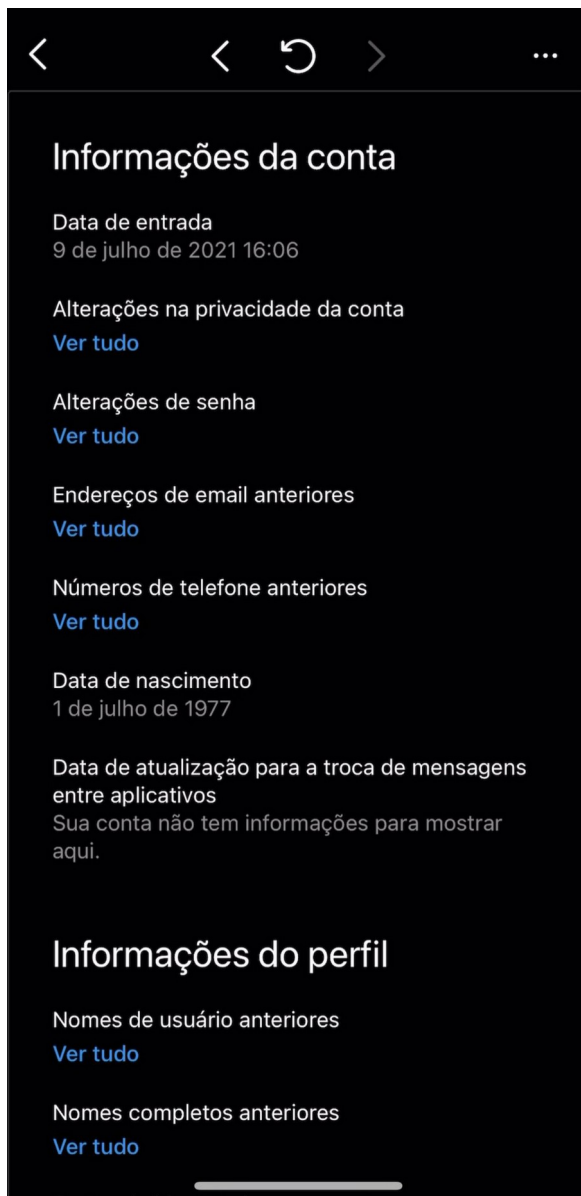 Informações da conta
Data de entrada
9 de julho de 2021 16:06
Alterações na privacidade da conta
Ver tudo
Alterações de senha
Ver tudo
Endereços de email anteriores
Ver tudo
Números de telefone anteriores
Ver tudo
Data de nascimento
1 de julho de 1977
Data de atualização para a troca de mensagens
entre aplicativos
Sua conta não tem informações para mostrar
aqui.
Informações do perfil
Nomes de usuário anteriores
Ver tudo
Nomes completos anteriores
Ver tudo